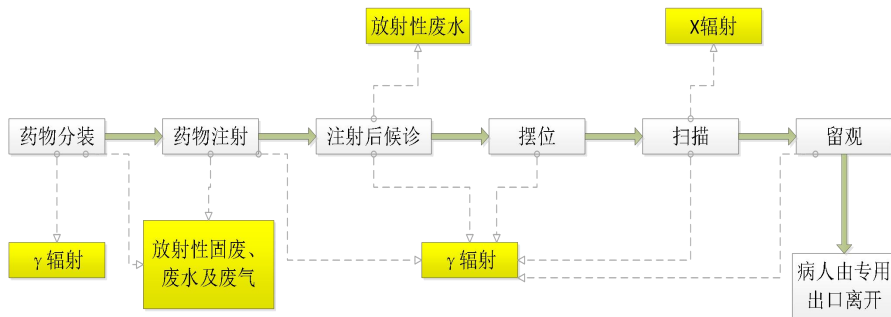 放射性废水
X辐射
药物分装
药物注射
注射后候诊
摆位
扫描
留观
γ辐射
放射性固废、
废水及废气
γ辐射
病人由专用
出口离开